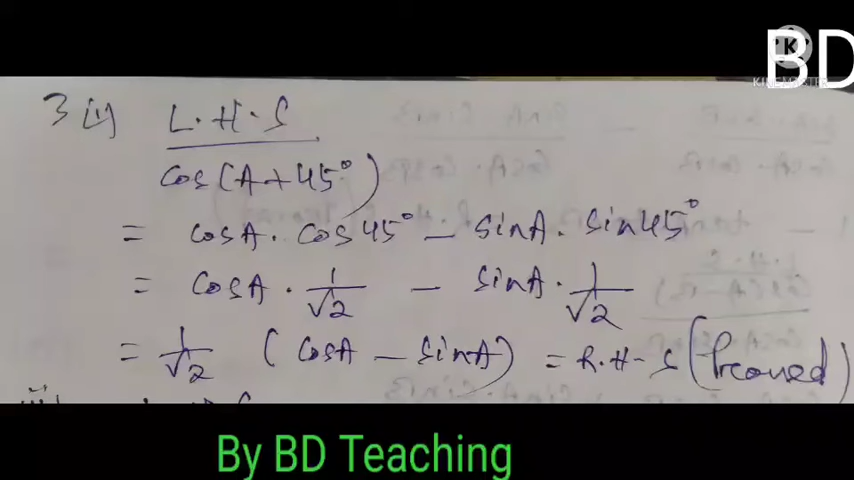 BD
KINEMASTER
3 (ii) L.H.S
cos(A+45°)
= cosA. cos45° - sinA. sin45°
= cosA. 1/√2 - sinA. 1/√2
= 1/√2 (cosA - sinA) = R.H.S (Proved)
By BD Teaching